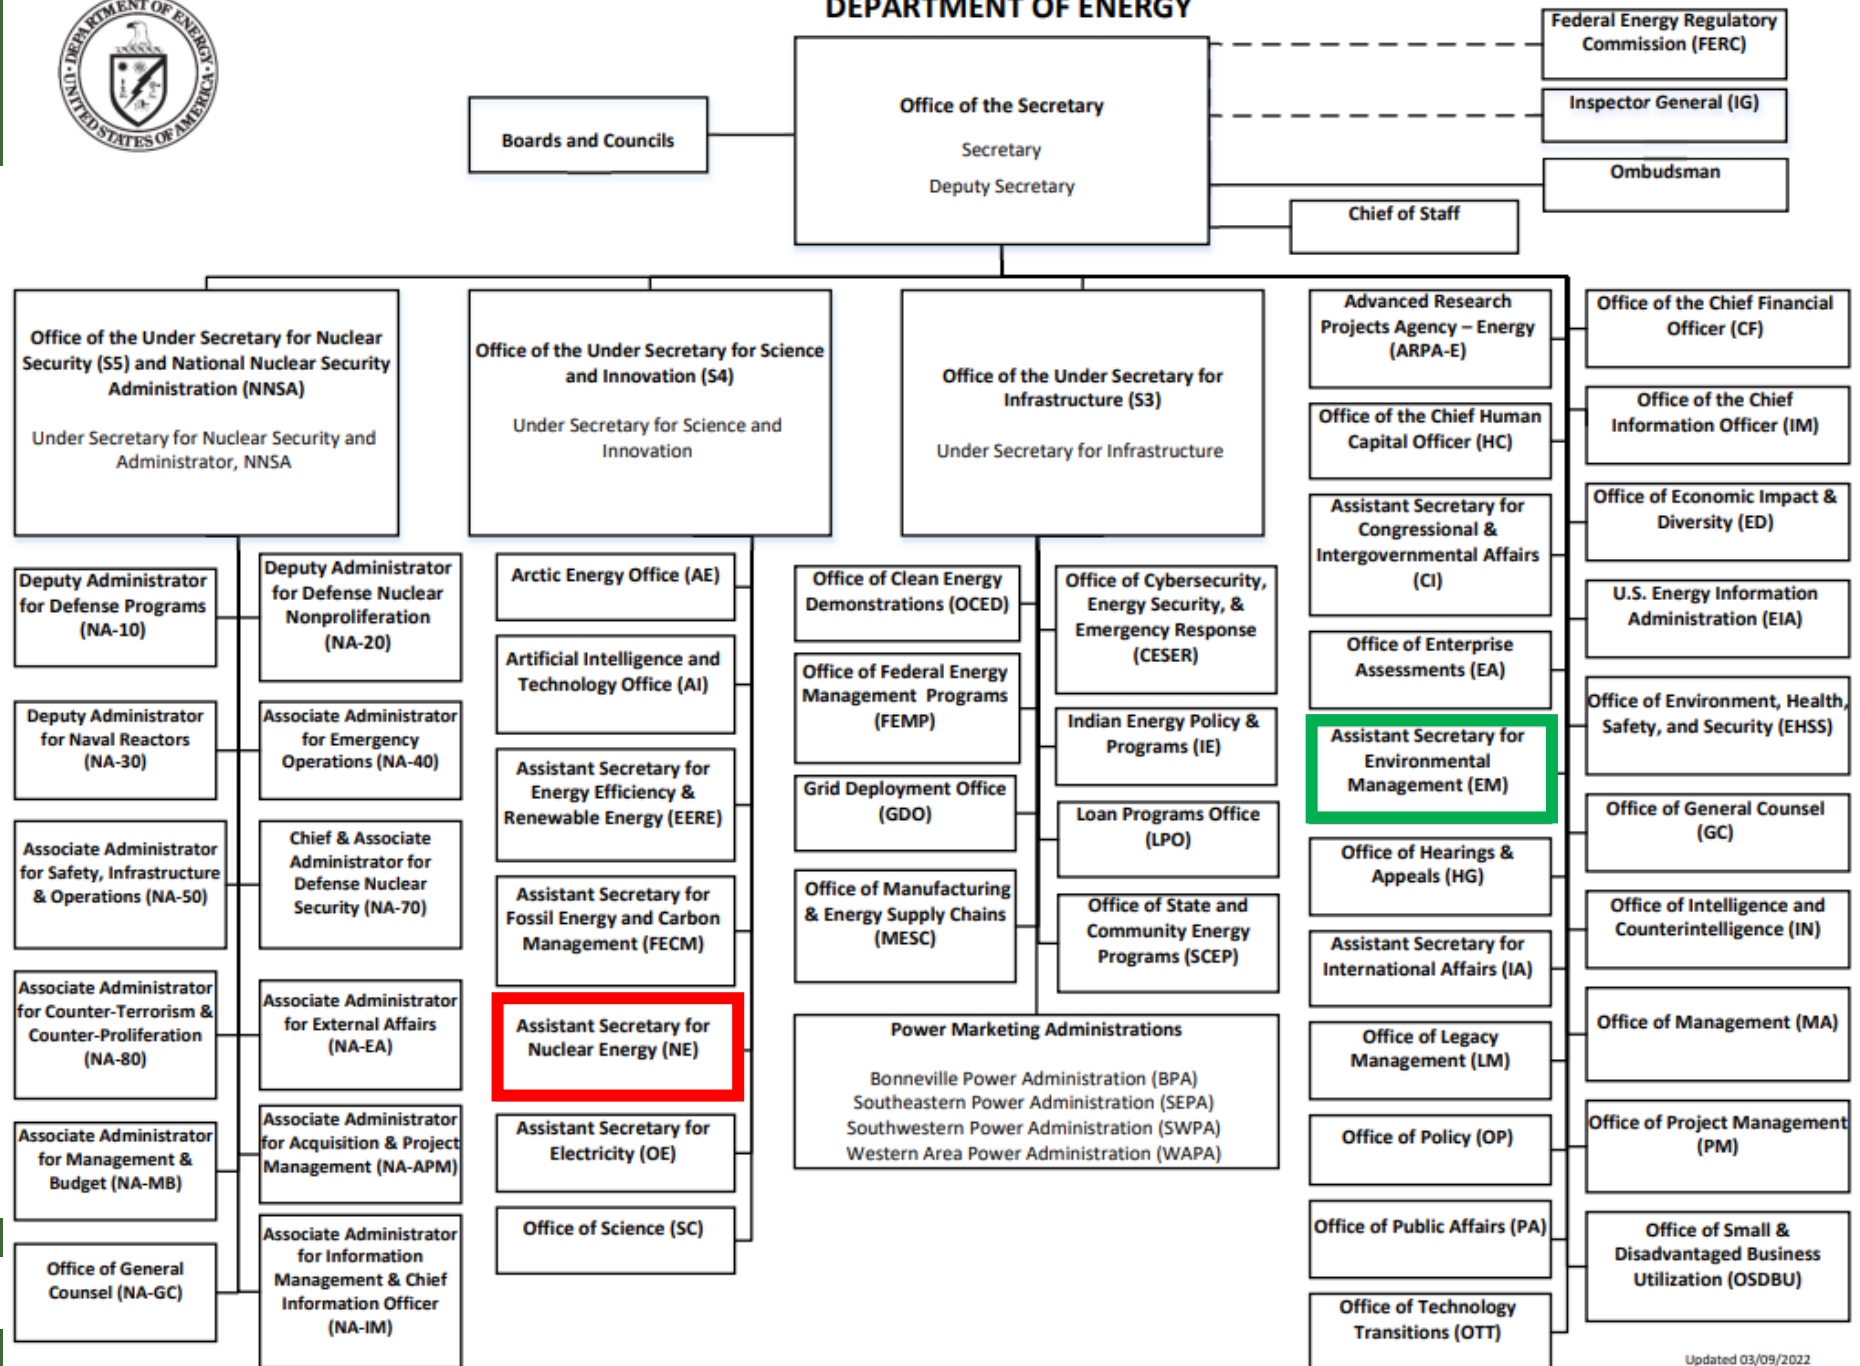 DEPARTMENT OF ENERGY
DEPARTMENT OF ENERGY
UNITED STATES OF AMERICA
Federal Energy Regulatory
Commission (FERC)
Inspector General (IG)
Ombudsman
Chief of Staff
Boards and Councils
Office of the Secretary
Secretary
Deputy Secretary
Office of the Under Secretary for Nuclear
Security (S5) and National Nuclear Security
Administration (NNSA)
Under Secretary for Nuclear Security and
Administrator, NNSA
Deputy Administrator
for Defense Programs
(NA-10)
Deputy Administrator
for Defense Nuclear
Nonproliferation
(NA-20)
Deputy Administrator
for Naval Reactors
(NA-30)
Associate Administrator
for Emergency
Operations (NA-40)
Associate Administrator
for Safety, Infrastructure
& Operations (NA-50)
Chief & Associate
Administrator for
Defense Nuclear
Security (NA-70)
Associate Administrator
for Counter-Terrorism &
Counter-Proliferation
(NA-80)
Associate Administrator
for External Affairs
(NA-EA)
Associate Administrator
for Management &
Budget (NA-MB)
Associate Administrator
for Acquisition & Project
Management (NA-APM)
Office of General
Counsel (NA-GC)
Associate Administrator
for Information
Management & Chief
Information Officer
(NA-IM)
Office of the Under Secretary for Science
and Innovation (S4)
Under Secretary for Science and
Innovation
Arctic Energy Office (AE)
Artificial Intelligence and
Technology Office (AI)
Assistant Secretary for
Energy Efficiency &
Renewable Energy (EERE)
Assistant Secretary for
Fossil Energy and Carbon
Management (FECM)
Assistant Secretary for
Nuclear Energy (NE)
Assistant Secretary for
Electricity (OE)
Office of Science (SC)
Office of the Under Secretary for
Infrastructure (S3)
Under Secretary for Infrastructure
Office of Clean Energy
Demonstrations (OCED)
Office of Cybersecurity,
Energy Security, &
Emergency Response
(CESER)
Office of Federal Energy
Management Programs
(FEMP)
Indian Energy Policy &
Programs (IE)
Grid Deployment Office
(GDO)
Loan Programs Office
(LPO)
Office of Manufacturing
& Energy Supply Chains
(MESC)
Office of State and
Community Energy
Programs (SCEP)
Power Marketing Administrations
Bonneville Power Administration (BPA)
Southeastern Power Administration (SEPA)
Southwestern Power Administration (SWPA)
Western Area Power Administration (WAPA)
Advanced Research
Projects Agency – Energy
(ARPA-E)
Office of the Chief Financial
Officer (CF)
Office of the Chief Human
Capital Officer (HC)
Office of the Chief
Information Officer (IM)
Assistant Secretary for
Congressional &
Intergovernmental Affairs
(CI)
Office of Economic Impact &
Diversity (ED)
U.S. Energy Information
Administration (EIA)
Office of Enterprise
Assessments (EA)
Office of Environment, Health,
Safety, and Security (EHSS)
Assistant Secretary for
Environmental
Management (EM)
Office of General Counsel
(GC)
Office of Hearings &
Appeals (HG)
Office of Intelligence and
Counterintelligence (IN)
Assistant Secretary for
International Affairs (IA)
Office of Management (MA)
Office of Legacy
Management (LM)
Office of Project Management
(PM)
Office of Policy (OP)
Office of Public Affairs (PA)
Office of Small &
Disadvantaged Business
Utilization (OSDBU)
Office of Technology
Transitions (OTT)
Updated 03/09/2022